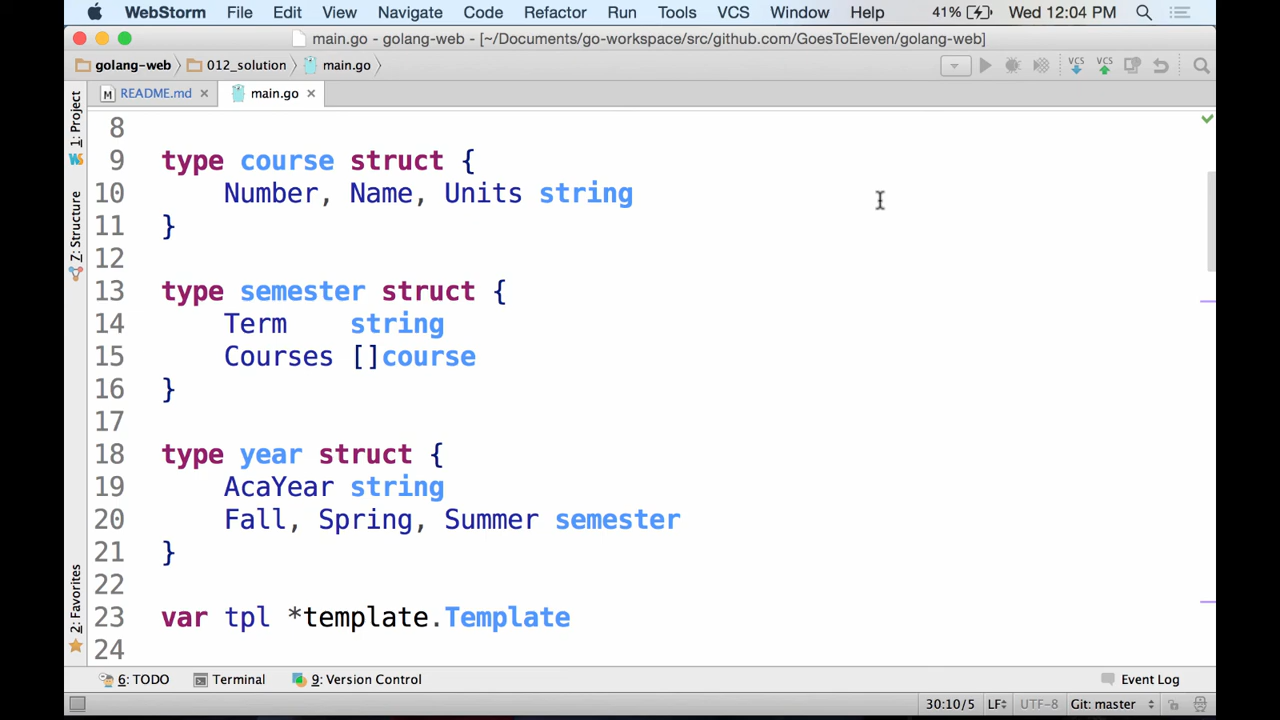 WebStorm File Edit View Navigate Code Refactor Run Tools VCS Window Help 41% Wed 12:04 PM
main.go - golang-web - [~/Documents/go-workspace/src/github.com/GoesToEleven/golang-web]
golang-web 012_solution main.go VCS VCS
README.md main.go
1: Project
7: Structure
2: Favorites
8
9 type course struct {
10 Number, Name, Units string
11 }
12
13 type semester struct {
14 Term string
15 Courses []course
16 }
17
18 type year struct {
19 AcaYear string
20 Fall, Spring, Summer semester
21 }
22
23 var tpl *template.Template
24
6: TODO Terminal 9: Version Control Event Log
30:10/5 LF UTF-8 Git: master